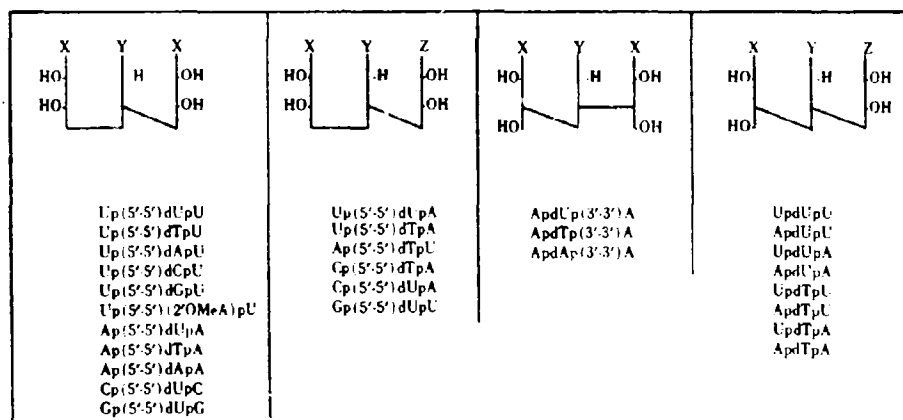 X Y X
HO H OH
HO OH
Up(5'-5')dUpU
Up(5'-5')dTpU
Up(5'-5')dApU
Up(5'-5')dCpU
Up(5'-5')dGpU
Up(5'-5')(2'OMeA)pU
Ap(5'-5')dUpA
Ap(5'-5')dTpA
Ap(5'-5')dApA
Cp(5'-5')dUpC
Gp(5'-5')dUpG
X Y Z
HO H OH
HO OH
Up(5'-5')dUpA
Up(5'-5')dTpA
Ap(5'-5')dTpU
Cp(5'-5')dTpA
Cp(5'-5')dUpA
Gp(5'-5')dUpU
X Y X
HO H OH
HO OH
ApdUp(3'-3')A
ApdTp(3'-3')A
ApdAp(3'-3')A
X Y Z
HO H OH
OH
HO
UpdUpU
ApdUpU
UpdUpA
ApdUpA
UpdTpU
ApdTpU
UpdTpA
ApdTpA